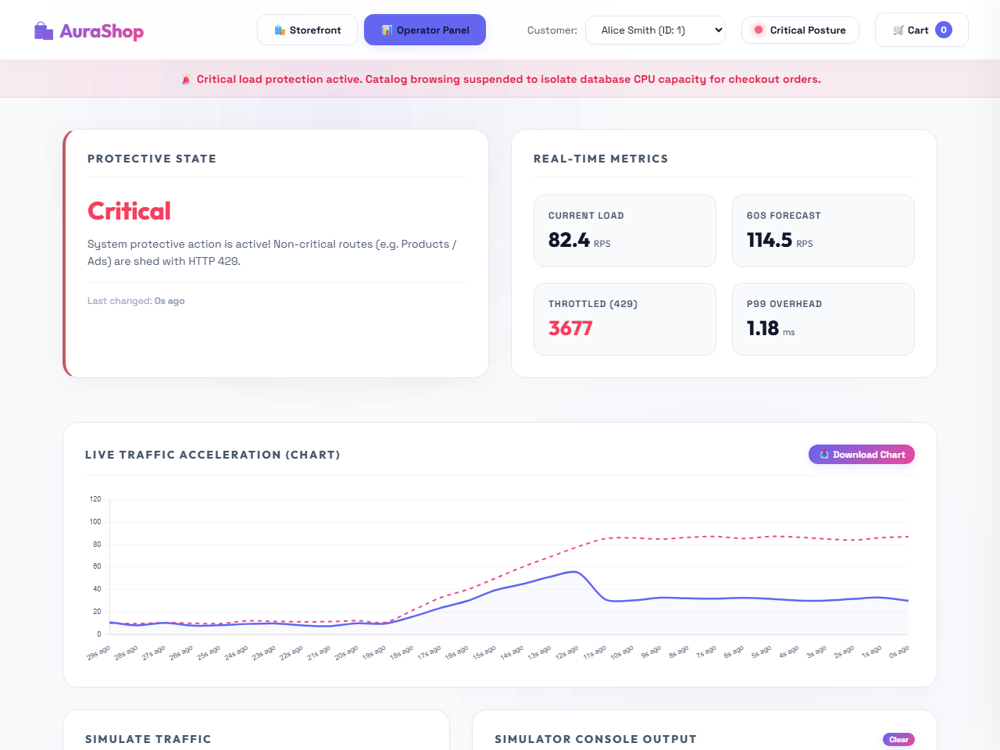 AuraShop
Storefront
Operator Panel
Customer:
Alice Smith (ID: 1)
Critical Posture
Cart 0
Critical load protection active. Catalog browsing suspended to isolate database CPU capacity for checkout orders.
PROTECTIVE STATE
Critical
System protective action is active! Non-critical routes (e.g. Products /
Ads) are shed with HTTP 429.
Last changed: 0s ago
REAL-TIME METRICS
CURRENT LOAD
82.4 RPS
60S FORECAST
114.5 RPS
THROTTLED (429)
3677
P99 OVERHEAD
1.18 ms
LIVE TRAFFIC ACCELERATION (CHART)
Download Chart
120
100
80
60
40
20
0
29s ago 28s ago 27s ago 26s ago 25s ago 24s ago 23s ago 22s ago 21s ago 20s ago 19s ago 18s ago 17s ago 16s ago 15s ago 14s ago 13s ago 12s ago 11s ago 10s ago 9s ago 8s ago 7s ago 6s ago 5s ago 4s ago 3s ago 2s ago 1s ago 0s ago
SIMULATE TRAFFIC
SIMULATOR CONSOLE OUTPUT
Clear